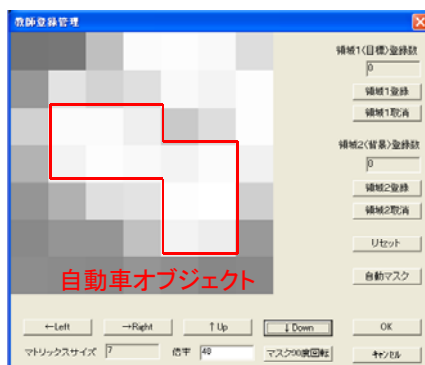 教師登録管理
領域1(目標)登録数
0
領域1登録
領域1取消
領域2(背景)登録数
0
領域2登録
領域2取消
リセット
自動マスク
自動車オブジェクト
←Left →Right ↑Up ↓Down OK
マトリックスサイズ 7 倍率 40 マスク90度回転 キャンセル